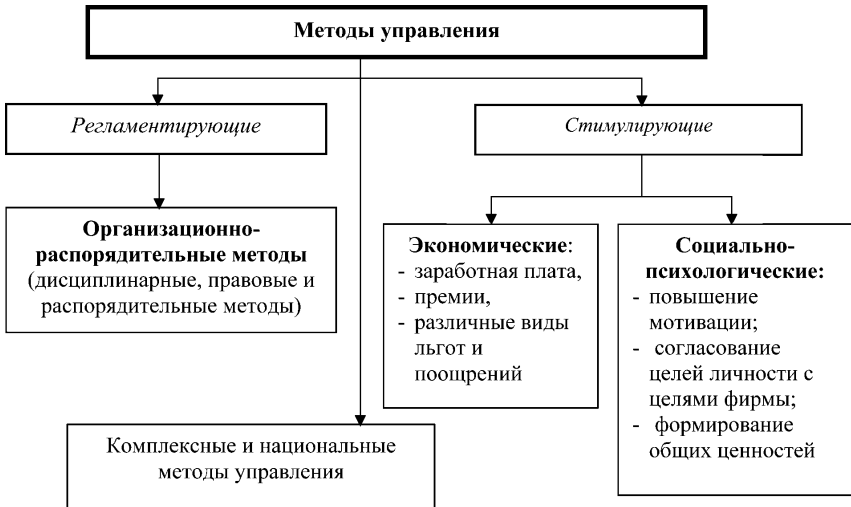 Методы управления
Регламентирующие
Стимулирующие
Организационно-
распорядительные методы
(дисциплинарные, правовые и
распорядительные методы)
Экономические:
- заработная плата,
- премии,
- различные виды
льгот и
поощрений
Социально-
психологические:
- повышение
мотивации;
- согласование
целей личности с
целями фирмы;
- формирование
общих ценностей
Комплексные и национальные
методы управления